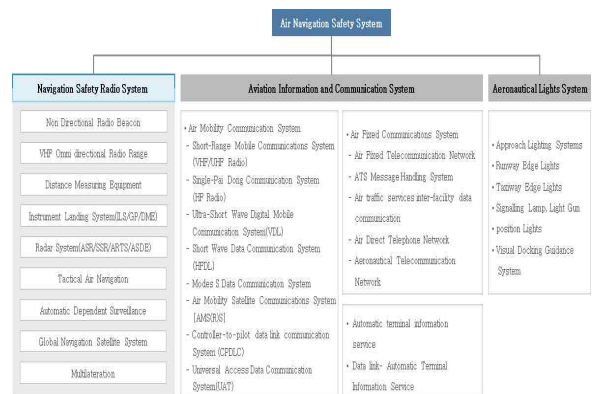 Air Navigation Safety System
Navigation Safety Radio System
Non Directional Radio Beacon
VHF Omni directional Radio Range
Distance Measuring Equipment
Instrument Landing System(ILS/GP/DME)
Radar System(ASR/SSR/ARTS/ASDE)
Tactical Air Navigation
Automatic Dependent Surveillance
Global Navigation Satellite System
Multilateration
Aviation Information and Communication System
• Air Mobility Communication System
- Short-Range Mobile Communications System
(VHF/UHF Radio)
- Single-Pai Dong Communication System
(HF Radio)
- Ultra-Short Wave Digital Mobile
Communication System(VDL)
- Short Wave Data Communication System
(HFDL)
- Modes S Data Communication System
- Air Mobility Satellite Communications System
[AMS(R)S]
- Controller-to-pilot data link communication
System (CPDLC)
- Universal Access Data Communication
System(UAT)
• Air Fixed Communications System
- Air Fixed Telecommunication Network
- ATS Message Handling System
- Air traffic services inter-facility data
communication
- Air Direct Telephone Network
- Aeronautical Telecommunication
Network
• Automatic terminal information
service
• Data link- Automatic Terminal
Information Service
Aeronautical Lights System
• Approach Lighting Systems
• Runway Edge Lights
• Taxiway Edge Lights
• Signalling Lamp, Light Gun
• position Lights
• Visual Docking Guidance
System